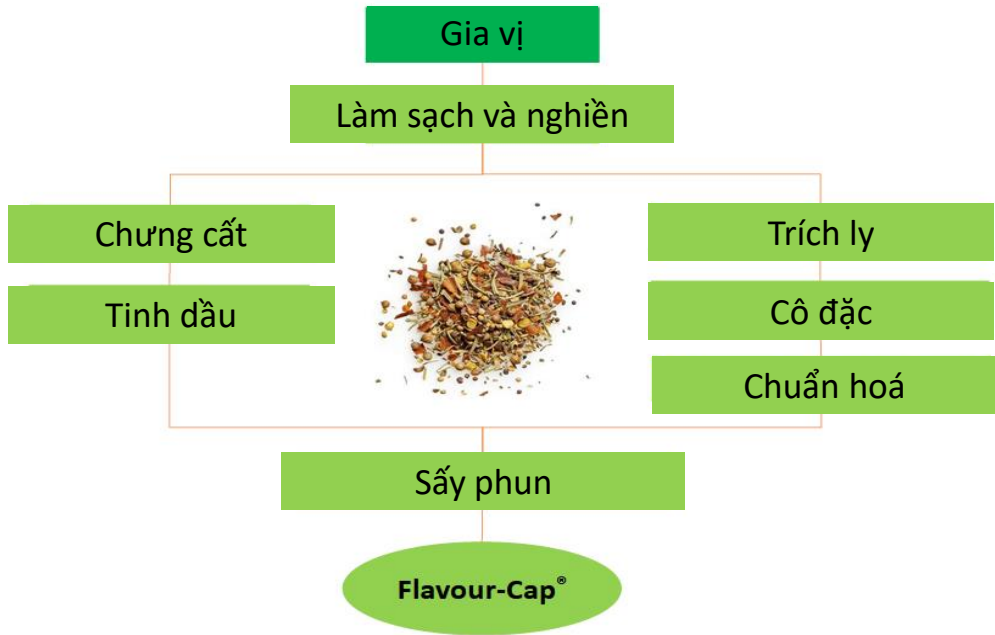 Gia vị
Làm sạch và nghiền
Chưng cất
Trích ly
Tinh dầu
Cô đặc
Chuẩn hoá
Sấy phun
Flavour-Cap®